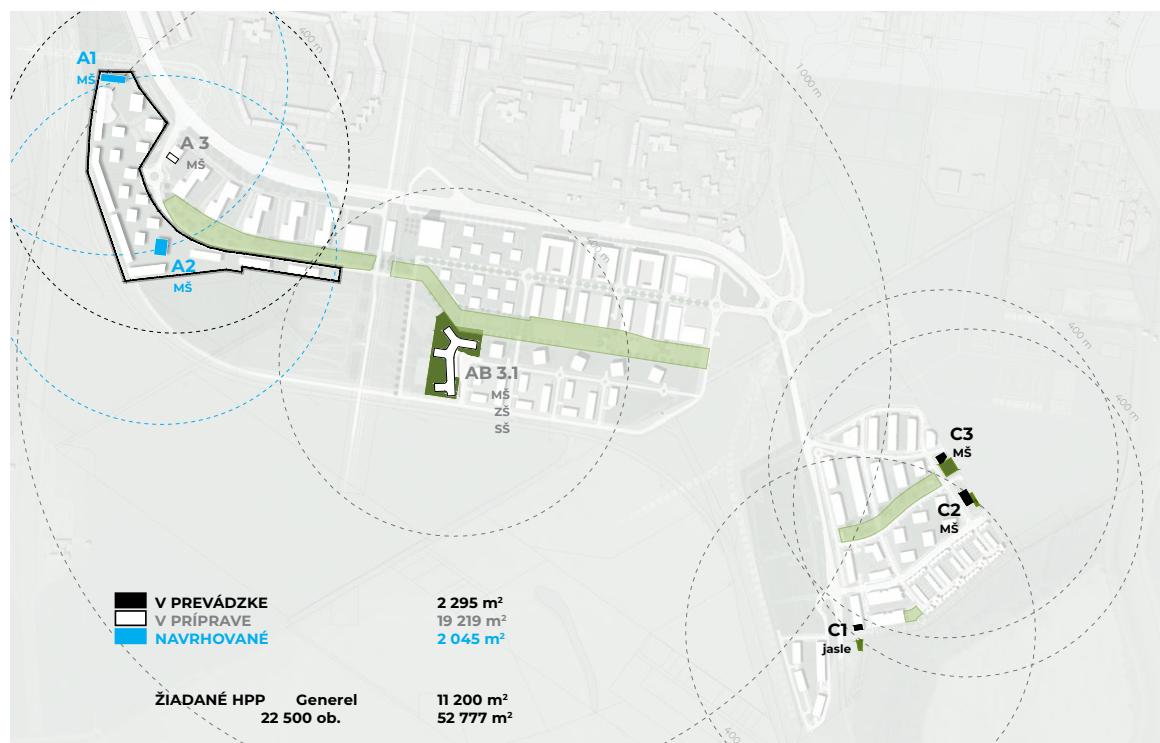 A1
MŠ
400 m
1 000 m
A 3
MŠ
A2
MŠ
AB 3.1
MŠ
ZŠ
SŠ
400 m
400 m
C3
MŠ
C2
MŠ
C1
jasle
400
V PREVÁDZKE 2 295 m²
V PRÍPRAVE 19 219 m²
NAVRHOVANÉ 2 045 m²
ŽIADANÉ HPP Generel 11 200 m²
22 500 ob. 52 777 m²